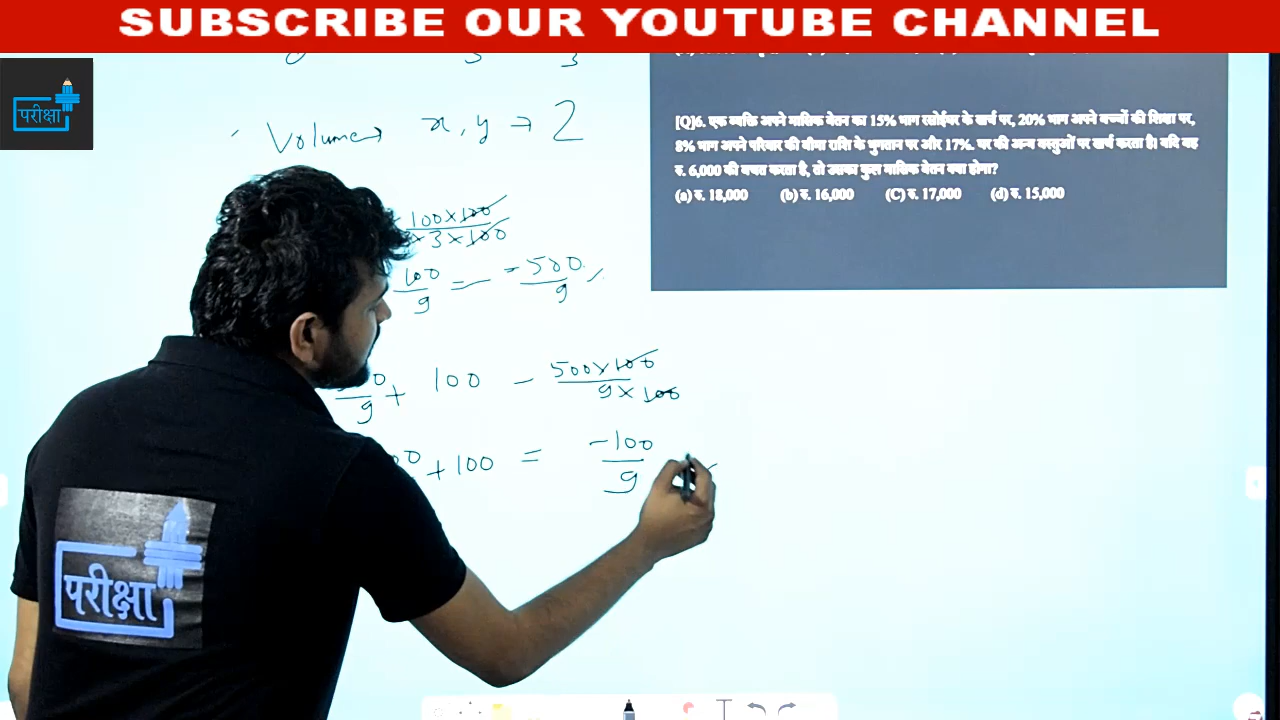 SUBSCRIBE OUR YOUTUBE CHANNEL
परीक्षा
Volume → x, y → 2
100 × 100
3 × 100
100/9 = -500/9
+ 100 - 500×100
9 × 100
+ 100 = -100/9
[Q]6. एक व्यक्ति अपने मासिक वेतन का 15% भाग रसोईघर के खर्च पर, 20% भाग अपने बच्चों की शिक्षा पर,
8% भाग अपने परिवार की बीमा राशि के भुगतान पर और 17%. घर की अन्य वस्तुओं पर खर्च करता है। यदि वह
रु. 6,000 की बचत करता है, तो उसका कुल मासिक वेतन क्या होगा?
(a) रु. 18,000 (b) रु. 16,000 (C) रु. 17,000 (d) रु. 15,000
परीक्षा